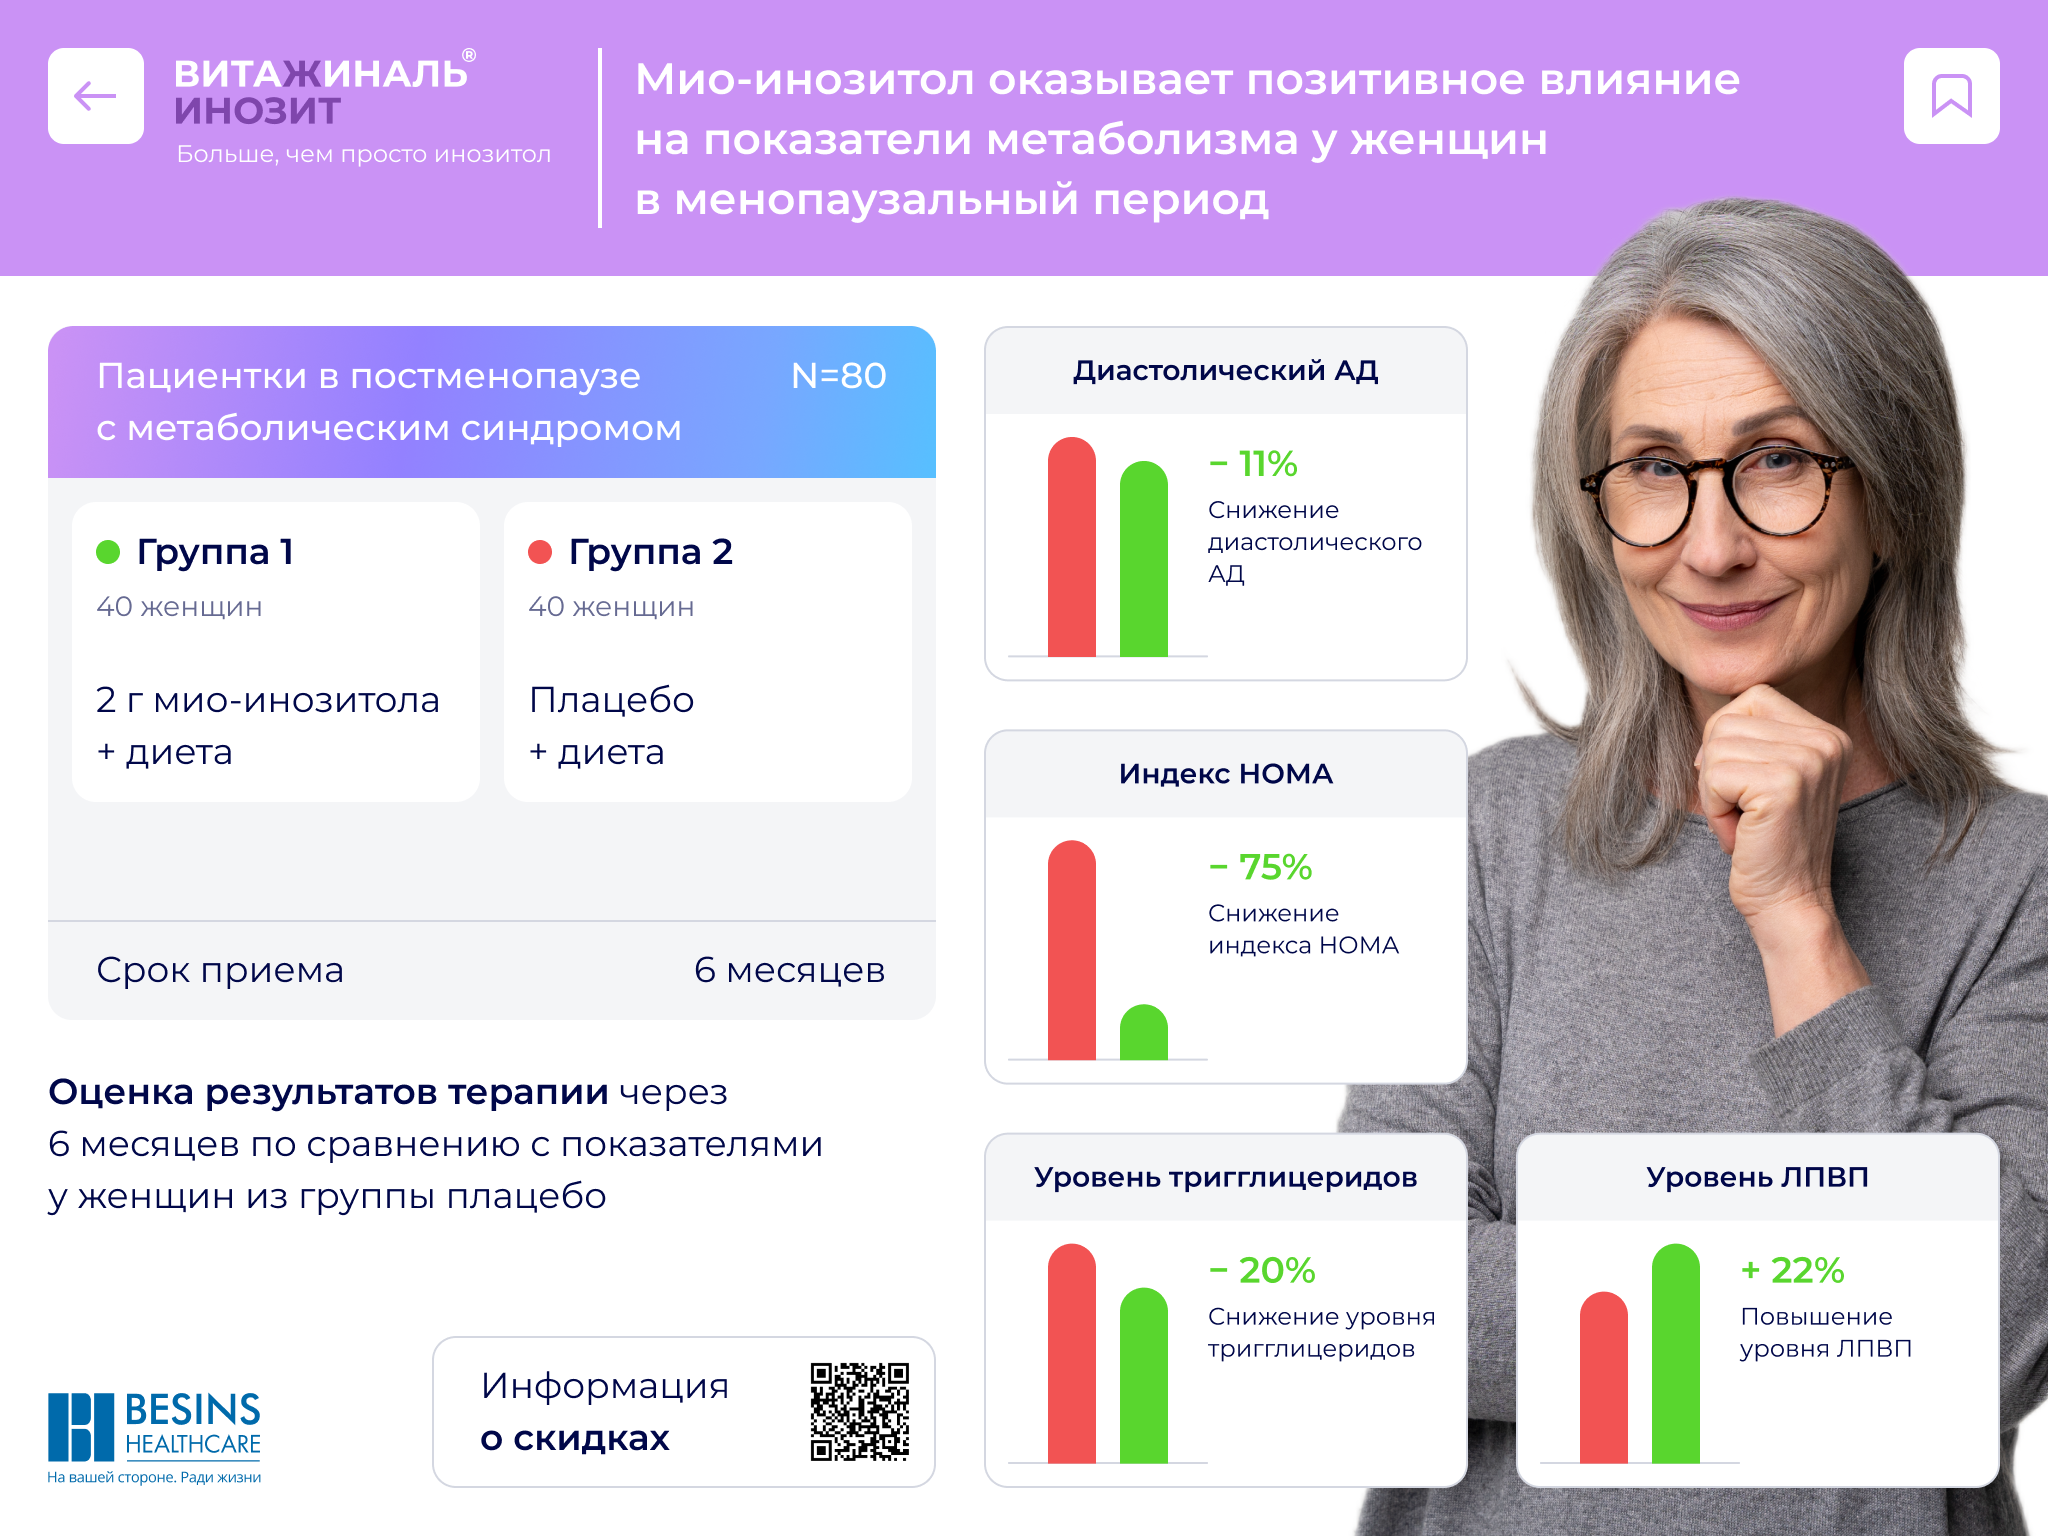 ВИТАЖИНАЛЬ®
ИНОЗИТ
Больше, чем просто инозитол
Мио-инозитол оказывает позитивное влияние
на показатели метаболизма у женщин
в менопаузальный период
Пациентки в постменопаузе
с метаболическим синдромом
N=80
Группа 1
40 женщин
2 г мио-инозитола
+ диета
Группа 2
40 женщин
Плацебо
+ диета
Срок приема
6 месяцев
Оценка результатов терапии через
6 месяцев по сравнению с показателями
у женщин из группы плацебо
Диастолический АД
− 11%
Снижение
диастолического
АД
Индекс НОМА
− 75%
Снижение
индекса НОМА
Уровень тригглицеридов
− 20%
Снижение уровня
тригглицеридов
Уровень ЛПВП
+ 22%
Повышение
уровня ЛПВП
BESINS
HEALTHCARE
На вашей стороне. Ради жизни
Информация
о скидках